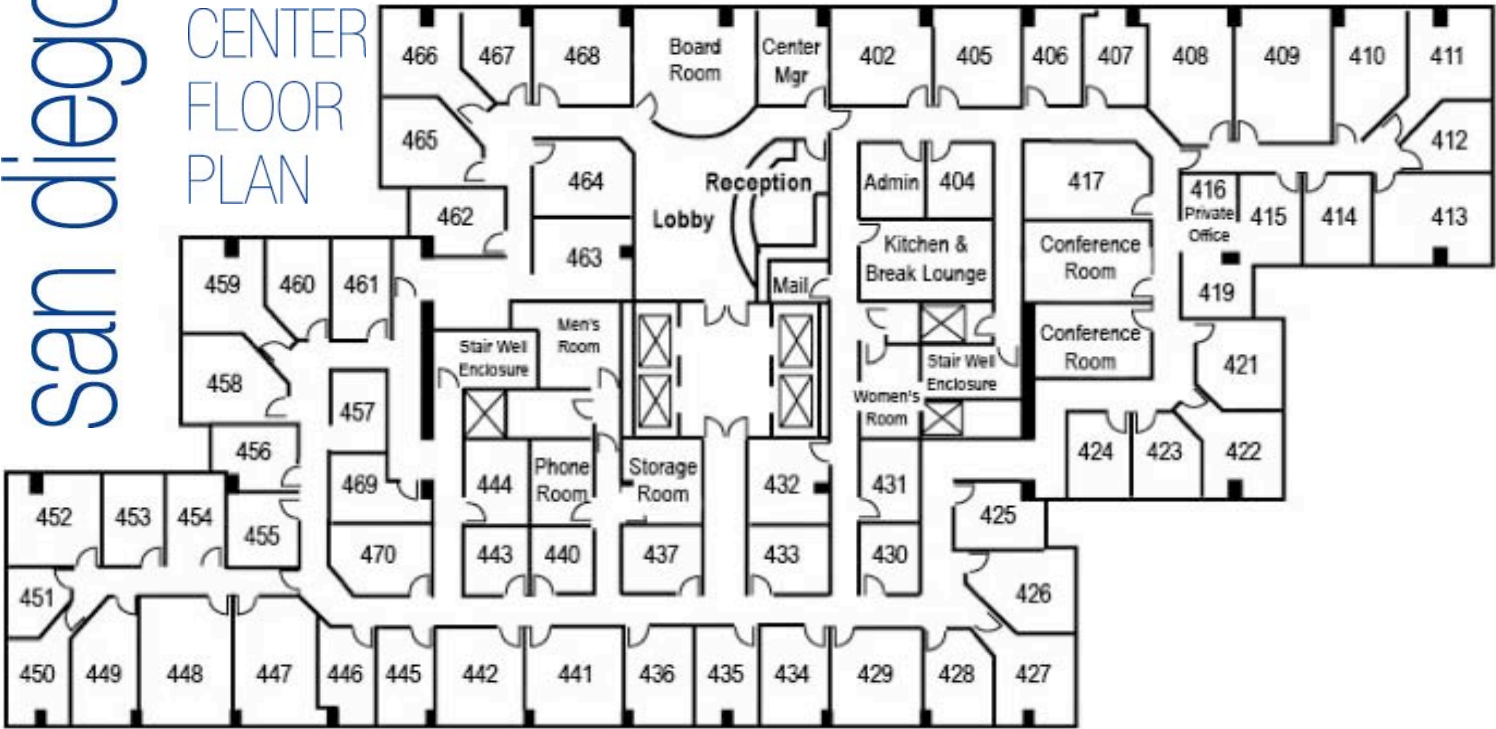 san diego
CENTER
FLOOR
PLAN
466
467
468
Board
Room
Center
Mgr
402
405
406
407
408
409
410
411
465
464
Reception
Admin
404
417
416
Private
Office
415
414
412
413
462
Lobby
463
Kitchen &
Break Lounge
Conference
Room
459
460
461
Mail
419
Men's
Room
Stair Well
Enclosure
Stair Well
Enclosure
Conference
Room
421
458
457
Women's
Room
456
469
444
Phone
Room
Storage
Room
432
431
424
423
422
452
453
454
455
470
443
440
437
433
430
425
451
426
450
449
448
447
446
445
442
441
436
435
434
429
428
427